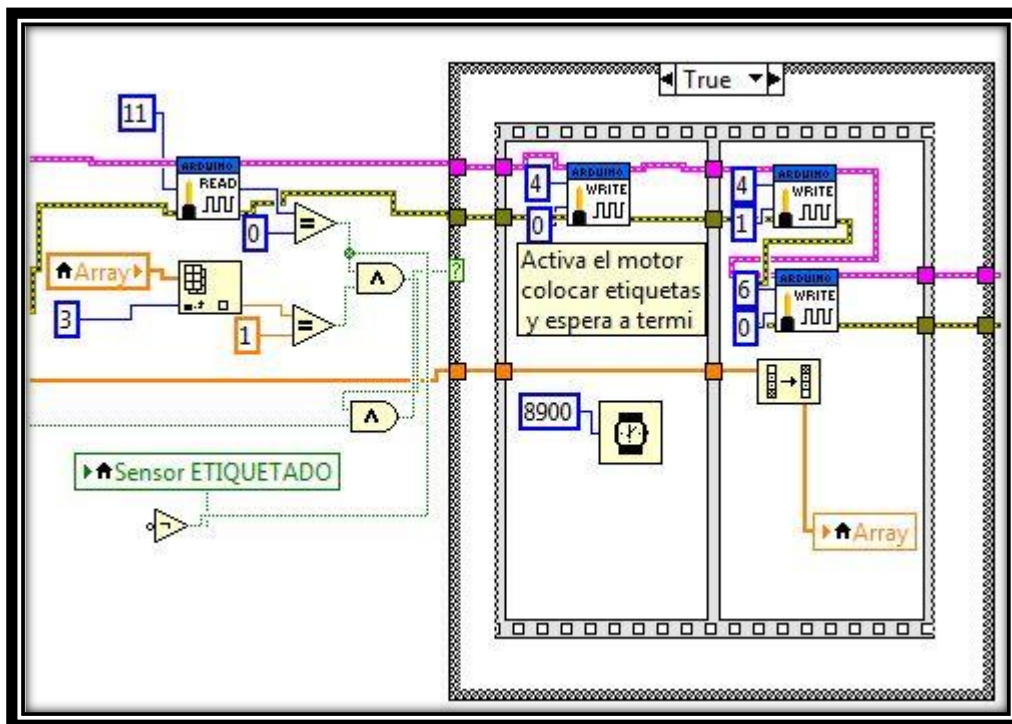 True
11
ARDUINO
READ
0
Array
3
1
Sensor ETIQUETADO
ARDUINO
WRITE
4
0
Activa el motor
colocar etiquetas
y espera a termi
8900
ARDUINO
WRITE
4
1
ARDUINO
WRITE
6
0
Array